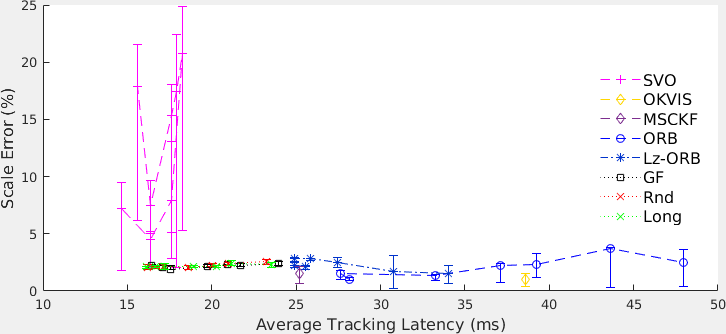 25
20
15
10
5
0
Scale Error (%)
SVO
OKVIS
MSCKF
ORB
Lz-ORB
GF
Rnd
Long
10 15 20 25 30 35 40 45 50
Average Tracking Latency (ms)